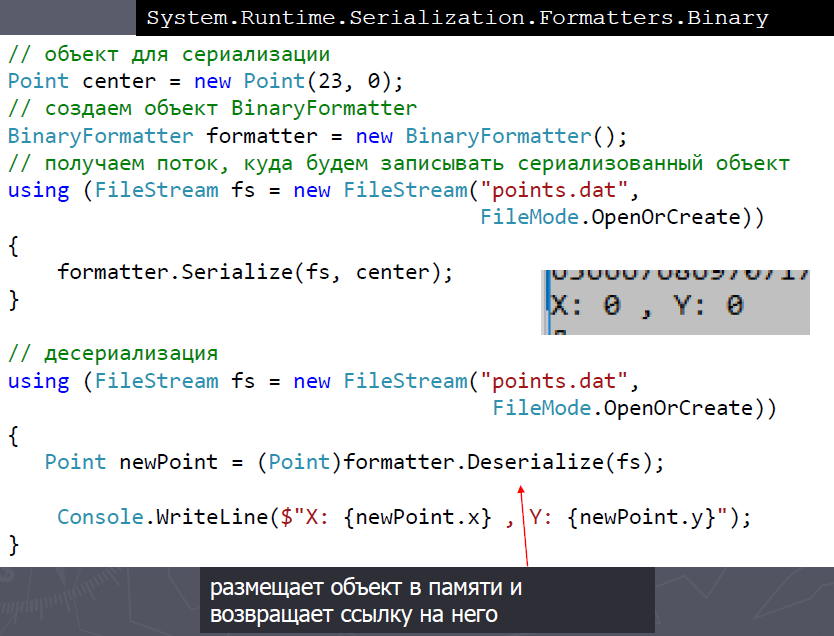 System.Runtime.Serialization.Formatters.Binary
// объект для сериализации
Point center = new Point(23, 0);
// создаем объект BinaryFormatter
BinaryFormatter formatter = new BinaryFormatter();
// получаем поток, куда будем записывать сериализованный объект
using (FileStream fs = new FileStream("points.dat",
FileMode.OpenOrCreate))
{
formatter.Serialize(fs, center);
}
X: 0 , Y: 0
// десериализация
using (FileStream fs = new FileStream("points.dat",
FileMode.OpenOrCreate))
{
Point newPoint = (Point)formatter.Deserialize(fs);
Console.WriteLine($"X: {newPoint.x} , Y: {newPoint.y}");
}
размещает объект в памяти и
возвращает ссылку на него